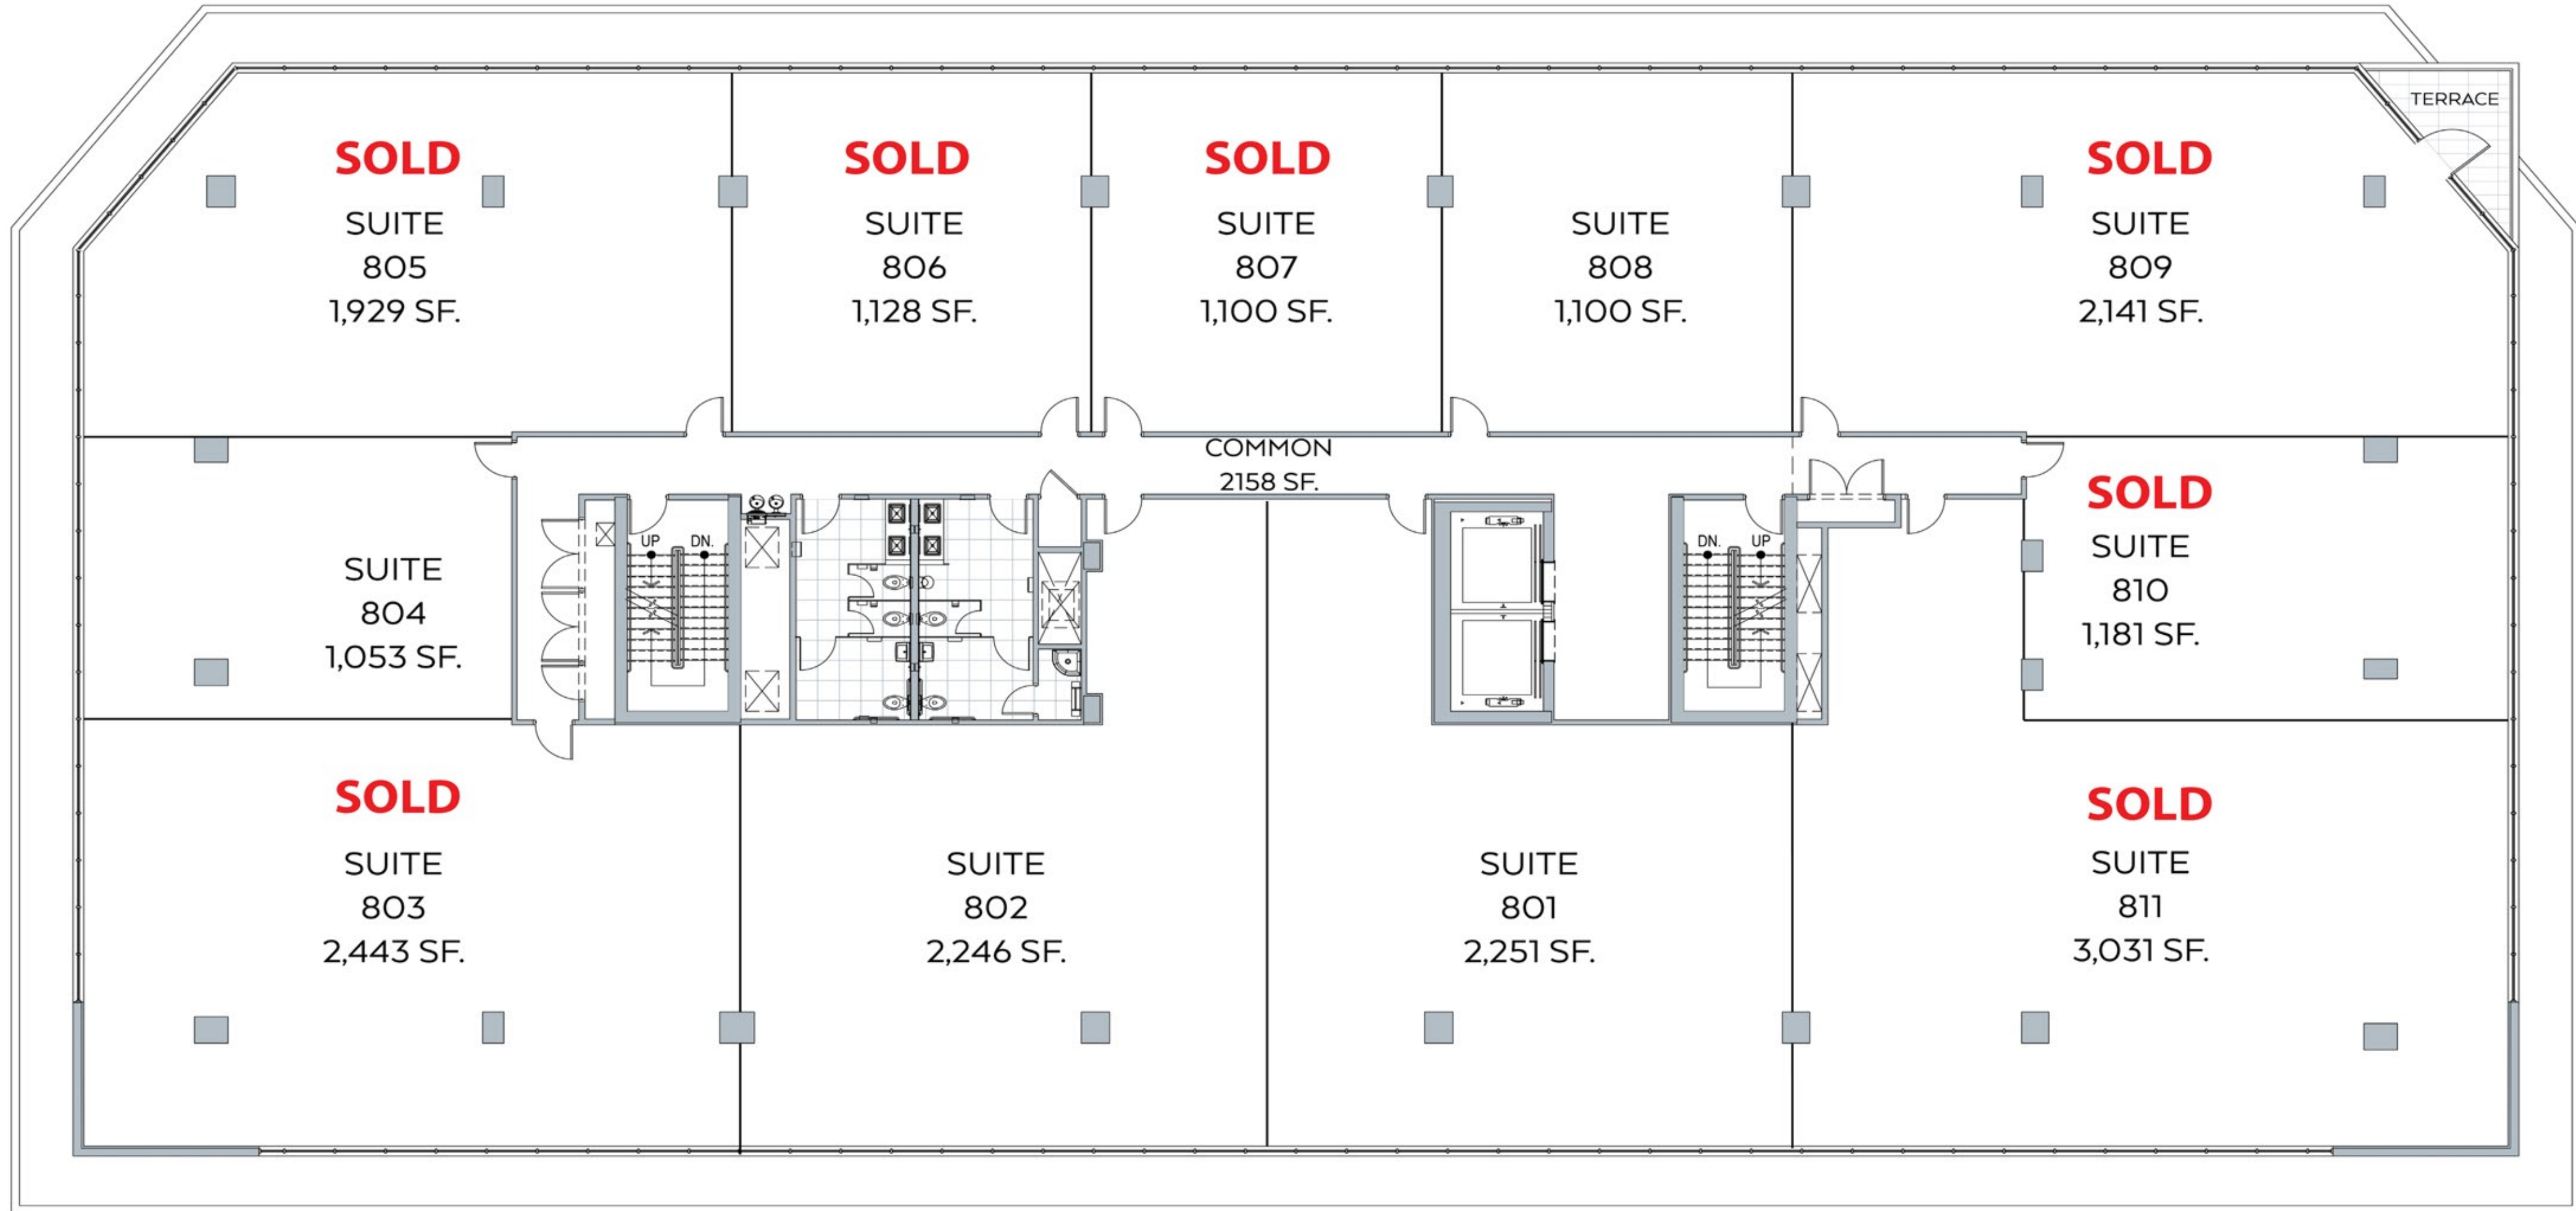 TERRACE
SOLD
SUITE
805
1,929 SF.
SOLD
SUITE
806
1,128 SF.
SOLD
SUITE
807
1,100 SF.
SUITE
808
1,100 SF.
SOLD
SUITE
809
2,141 SF.
COMMON
2158 SF.
SUITE
804
1,053 SF.
UP
DN.
DN.
UP
SOLD
SUITE
810
1,181 SF.
SOLD
SUITE
803
2,443 SF.
SUITE
802
2,246 SF.
SUITE
801
2,251 SF.
SOLD
SUITE
811
3,031 SF.